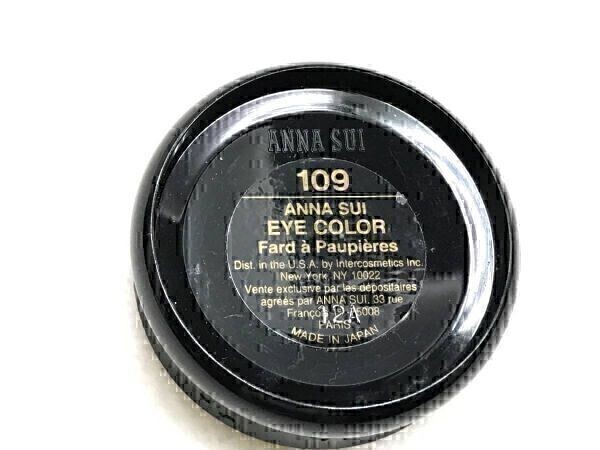 ANNA SUI
109
ANNA SUI
EYE COLOR
Fard à Paupières
Dist. in the U.S.A. by Intercosmetics Inc.
New York, NY 10022
Vente exclusive par les dépositaires
agréés par ANNA SUI. 33 rue
12A
PARIS
MADE IN JAPAN